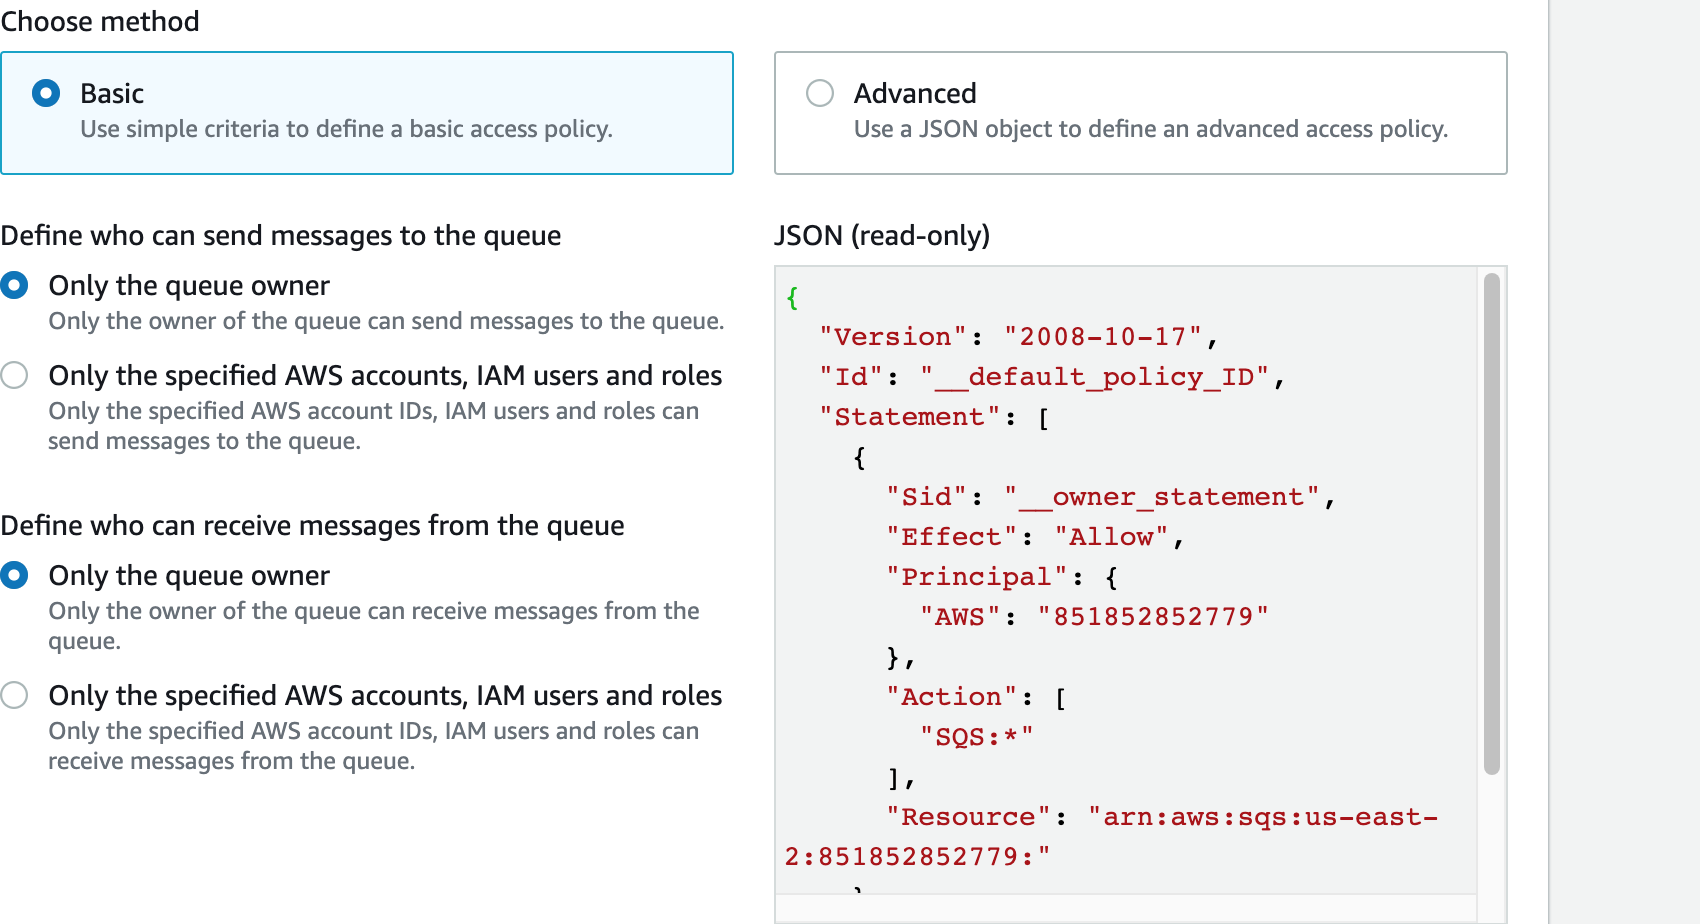 Choose method
Basic
Use simple criteria to define a basic access policy.
Advanced
Use a JSON object to define an advanced access policy.
Define who can send messages to the queue
Only the queue owner
Only the owner of the queue can send messages to the queue.
Only the specified AWS accounts, IAM users and roles
Only the specified AWS account IDs, IAM users and roles can
send messages to the queue.
Define who can receive messages from the queue
Only the queue owner
Only the owner of the queue can receive messages from the
queue.
Only the specified AWS accounts, IAM users and roles
Only the specified AWS account IDs, IAM users and roles can
receive messages from the queue.
JSON (read-only)
{
  "Version": "2008-10-17",
  "Id": "__default_policy_ID",
  "Statement": [
    {
      "Sid": "__owner_statement",
      "Effect": "Allow",
      "Principal": {
        "AWS": "851852852779"
      },
      "Action": [
        "SQS:*"
      ],
      "Resource": "arn:aws:sqs:us-east-
2:851852852779:"
    }